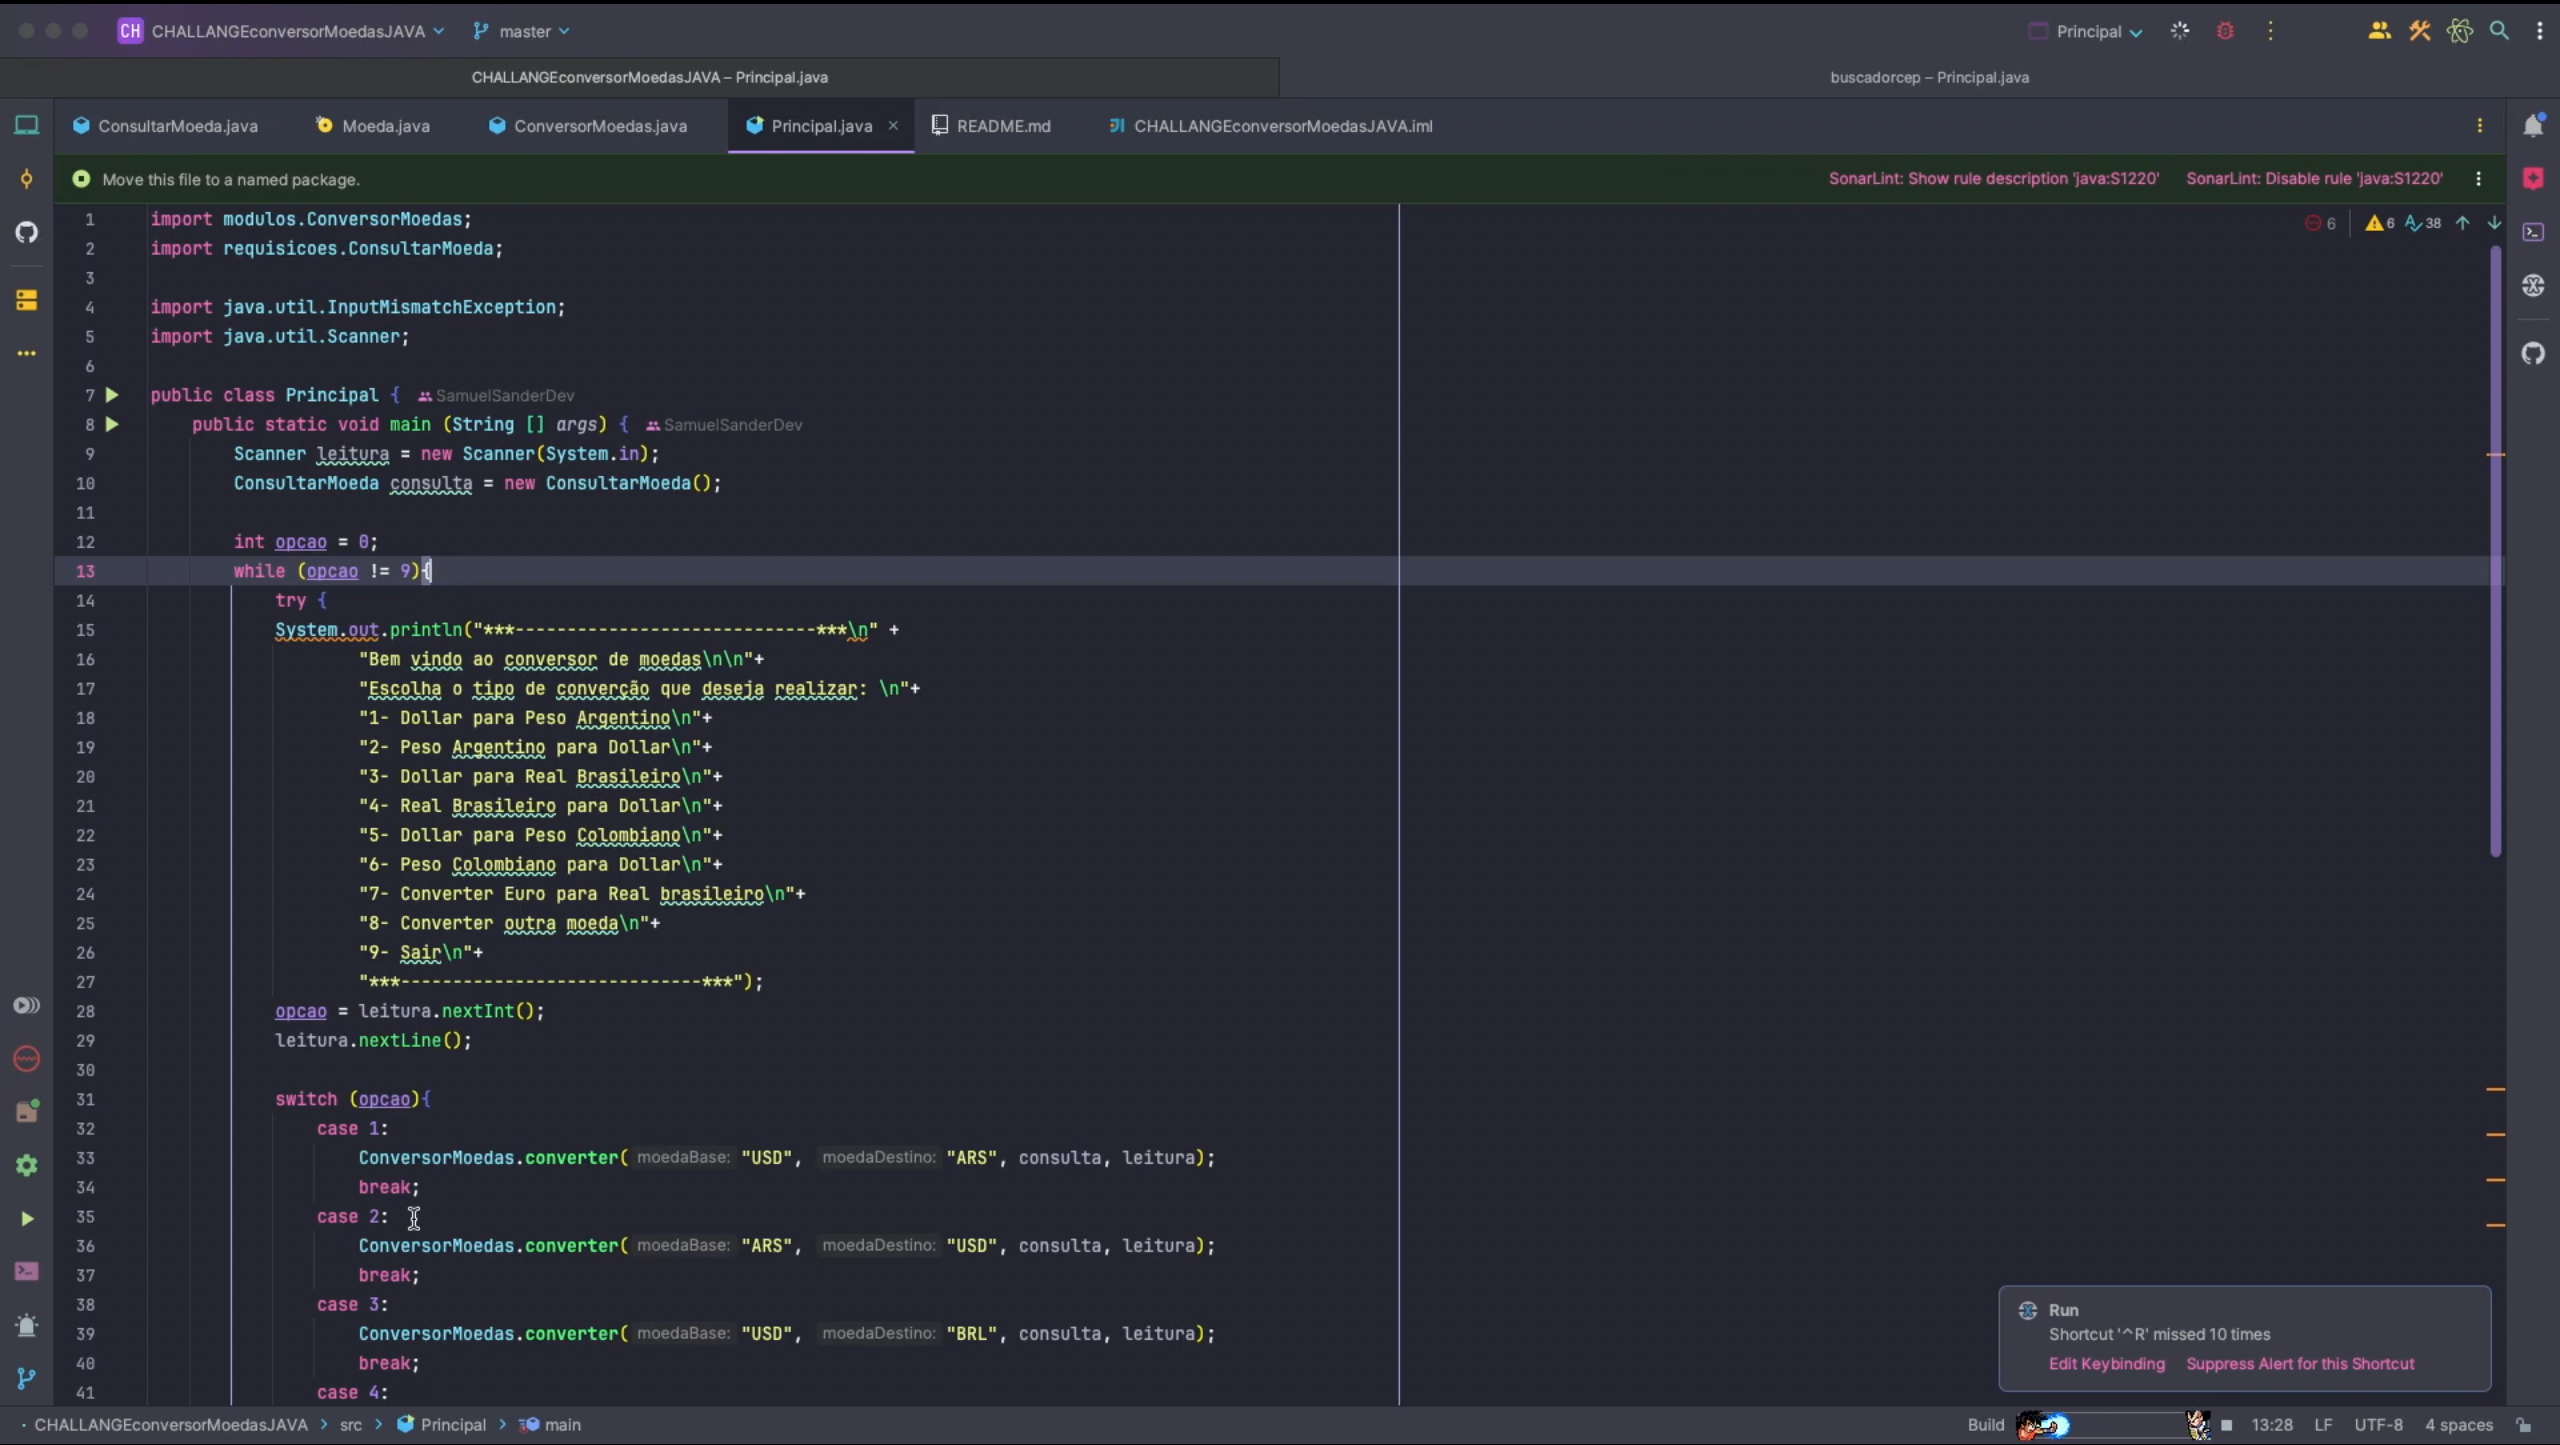 CH CHALLANGEconversorMoedasJAVA master Principal
CHALLANGEconversorMoedasJAVA – Principal.java buscadorcep – Principal.java
ConsultarMoeda.java Moeda.java ConversorMoedas.java Principal.java README.md CHALLANGEconversorMoedasJAVA.iml
Move this file to a named package. SonarLint: Show rule description 'java:S1220' SonarLint: Disable rule 'java:S1220'
6 6 38
1 import modulos.ConversorMoedas;
2 import requisicoes.ConsultarMoeda;
3
4 import java.util.InputMismatchException;
5 import java.util.Scanner;
6
7 public class Principal { SamuelSanderDev
8 public static void main (String [] args) { SamuelSanderDev
9 Scanner leitura = new Scanner(System.in);
10 ConsultarMoeda consulta = new ConsultarMoeda();
11
12 int opcao = 0;
13 while (opcao != 9){
14 try {
15 System.out.println("***-----------------------------***\n" +
16 "Bem vindo ao conversor de moedas\n\n"+
17 "Escolha o tipo de converção que deseja realizar: \n"+
18 "1- Dollar para Peso Argentino\n"+
19 "2- Peso Argentino para Dollar\n"+
20 "3- Dollar para Real Brasileiro\n"+
21 "4- Real Brasileiro para Dollar\n"+
22 "5- Dollar para Peso Colombiano\n"+
23 "6- Peso Colombiano para Dollar\n"+
24 "7- Converter Euro para Real brasileiro\n"+
25 "8- Converter outra moeda\n"+
26 "9- Sair\n"+
27 "***-----------------------------***");
28 opcao = leitura.nextInt();
29 leitura.nextLine();
30
31 switch (opcao){
32 case 1:
33 ConversorMoedas.converter( moedaBase: "USD", moedaDestino: "ARS", consulta, leitura);
34 break;
35 case 2:
36 ConversorMoedas.converter( moedaBase: "ARS", moedaDestino: "USD", consulta, leitura);
37 break;
38 case 3:
39 ConversorMoedas.converter( moedaBase: "USD", moedaDestino: "BRL", consulta, leitura);
40 break;
41 case 4:
Run
Shortcut '^R' missed 10 times
Edit Keybinding Suppress Alert for this Shortcut
CHALLANGEconversorMoedasJAVA > src > Principal > main Build 13:28 LF UTF-8 4 spaces